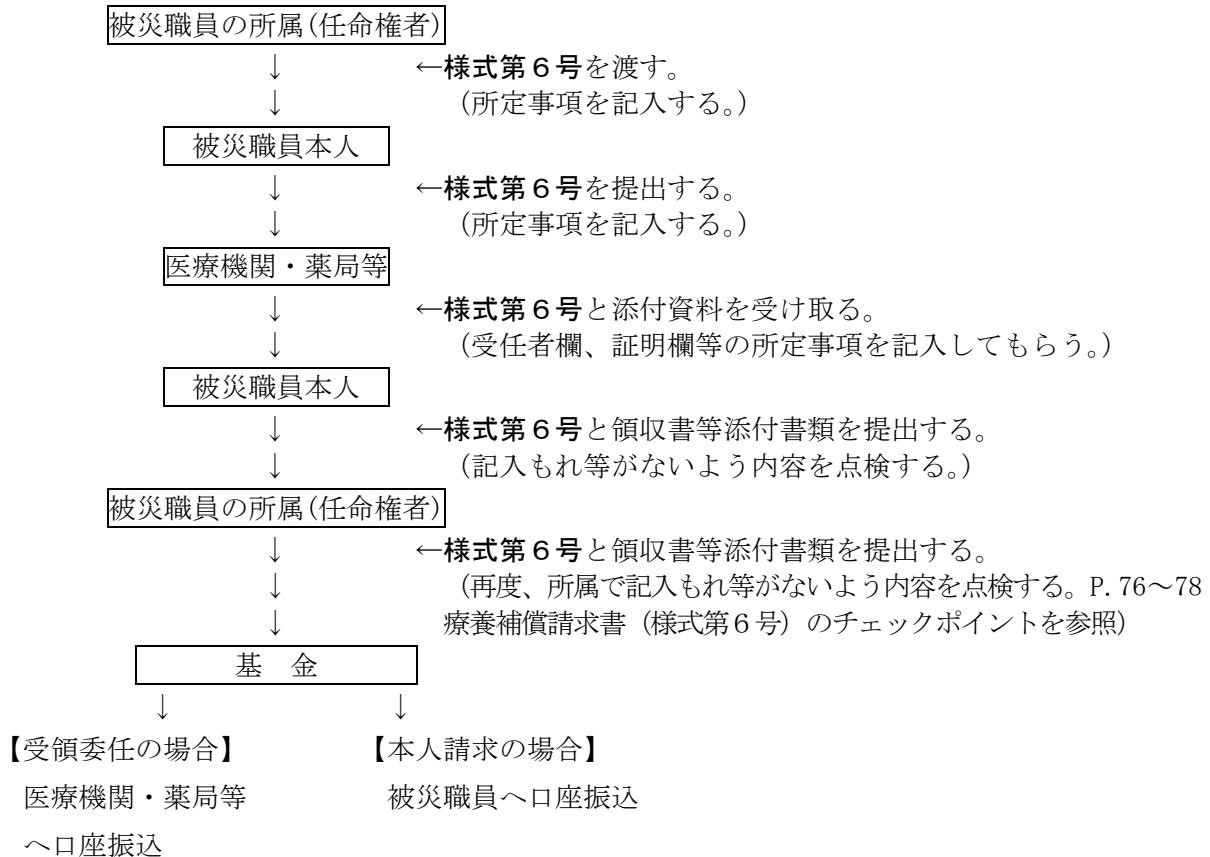 被災職員の所属(任命権者)
↓ ←様式第６号を渡す。
↓ (所定事項を記入する。)
被災職員本人
↓ ←様式第６号を提出する。
↓ (所定事項を記入する。)
医療機関・薬局等
↓ ←様式第６号と添付資料を受け取る。
↓ (受任者欄、証明欄等の所定事項を記入してもらう。)
被災職員本人
↓ ←様式第６号と領収書等添付書類を提出する。
↓ (記入もれ等がないよう内容を点検する。)
被災職員の所属(任命権者)
↓ ←様式第６号と領収書等添付書類を提出する。
↓ (再度、所属で記入もれ等がないよう内容を点検する。P.76～78
↓ 療養補償請求書（様式第６号）のチェックポイントを参照)
基　金
↓ ↓
【受領委任の場合】 【本人請求の場合】
医療機関・薬局等 被災職員へ口座振込
へ口座振込